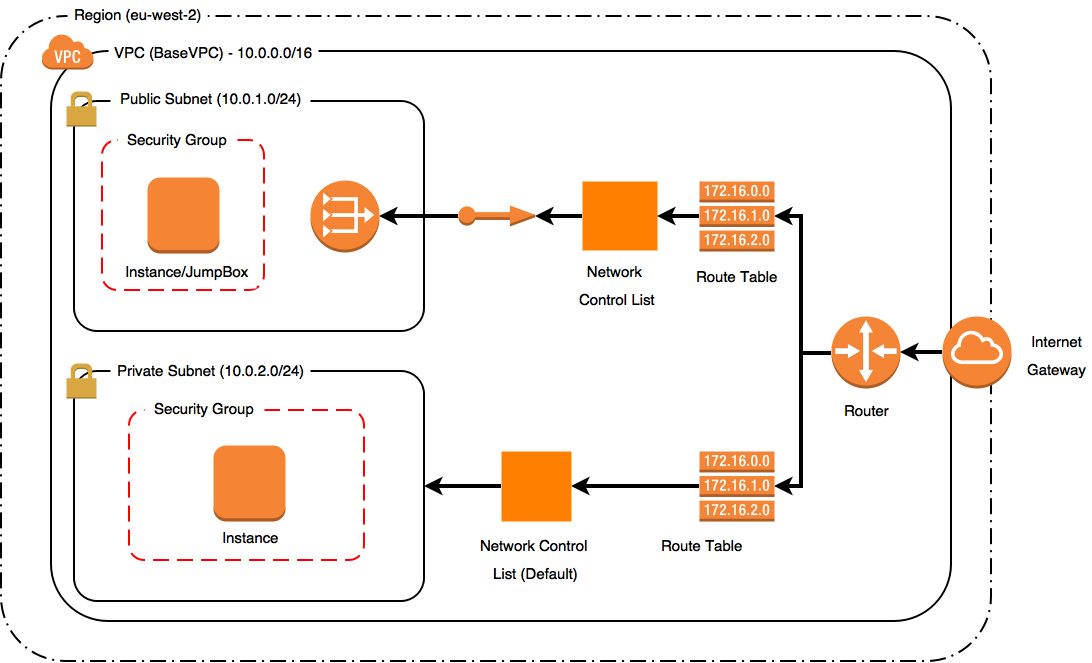 Region (eu-west-2)
VPC
VPC (BaseVPC) - 10.0.0.0/16
Public Subnet (10.0.1.0/24)
Security Group
Instance/JumpBox
Network
Control List
172.16.0.0
172.16.1.0
172.16.2.0
Route Table
Internet
Gateway
Router
Private Subnet (10.0.2.0/24)
Security Group
Instance
Network Control
List (Default)
172.16.0.0
172.16.1.0
172.16.2.0
Route Table